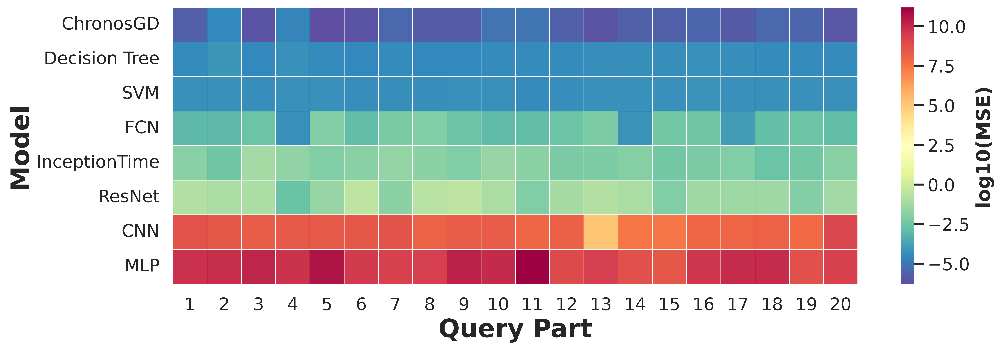 Model
ChronosGD
Decision Tree
SVM
FCN
InceptionTime
ResNet
CNN
MLP
1 2 3 4 5 6 7 8 9 10 11 12 13 14 15 16 17 18 19 20
Query Part
10.0
7.5
5.0
2.5
0.0
−2.5
−5.0
log10(MSE)